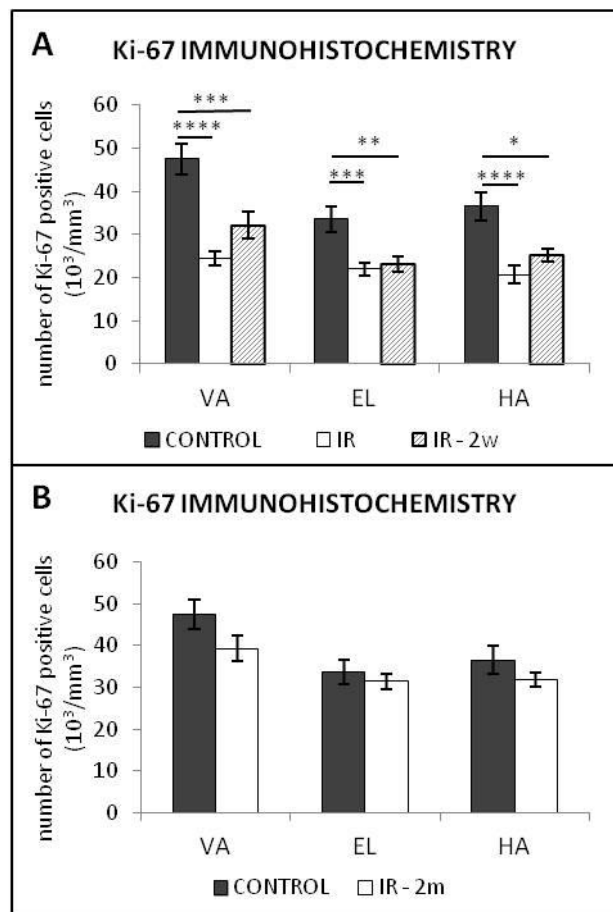 A
Ki-67 IMMUNOHISTOCHEMISTRY
number of Ki-67 positive cells
(10³/mm³)
60
50
40
30
20
10
0
***
****
**
***
*
****
VA EL HA
CONTROL IR IR - 2w
B
Ki-67 IMMUNOHISTOCHEMISTRY
number of Ki-67 positive cells
(10³/mm³)
60
50
40
30
20
10
0
VA EL HA
CONTROL IR - 2m